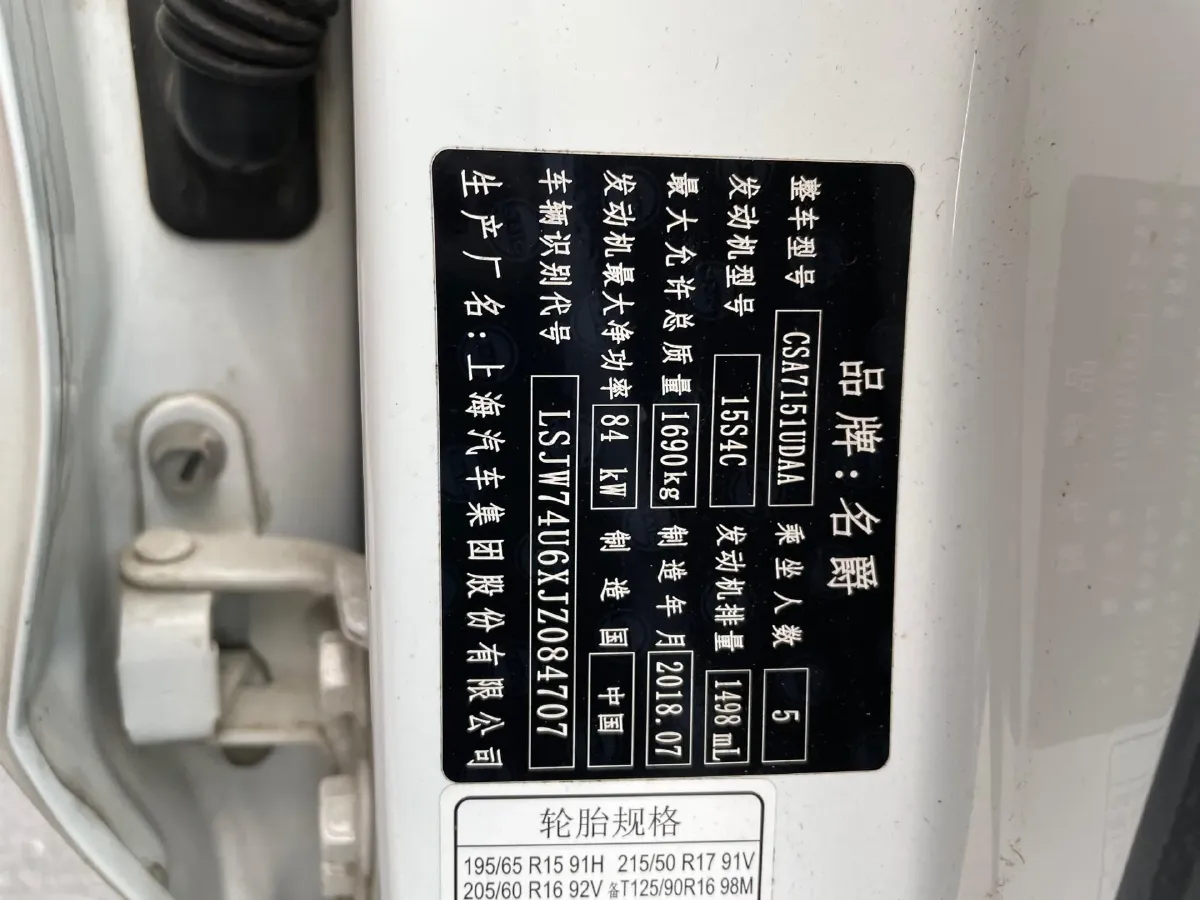 品牌:名爵
整车型号 CSA7151UDAA 乘坐人数 5
发动机型号 15S4C 发动机排量 1498mL
最大允许总质量 1690kg 制造年月 2018.07
发动机最大净功率 84 kW 制造国 中国
车辆识别代号 LSJW74U6XJZ084707
生产厂名:上海汽车集团股份有限公司
轮胎规格
195/65 R15 91H 215/50 R17 91V
205/60 R16 92V 备T125/90R16 98M